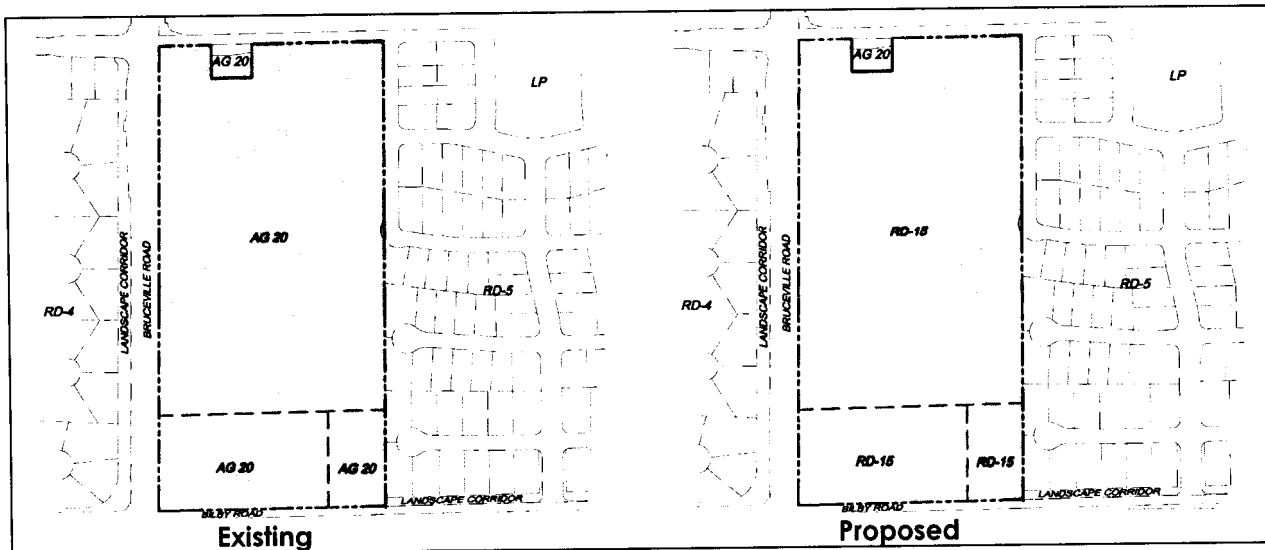 AG 20
LP
AG 20
LANDSCAPE CORRIDOR
BRUCEVILLE ROAD
RD-4
RD-5
AG 20
AG 20
LANDSCAPE CORRIDOR
BILBY ROAD
Existing
AG 20
LP
RD-15
LANDSCAPE CORRIDOR
BRUCEVILLE ROAD
RD-4
RD-5
RD-15
RD-15
LANDSCAPE CORRIDOR
BILBY ROAD
Proposed